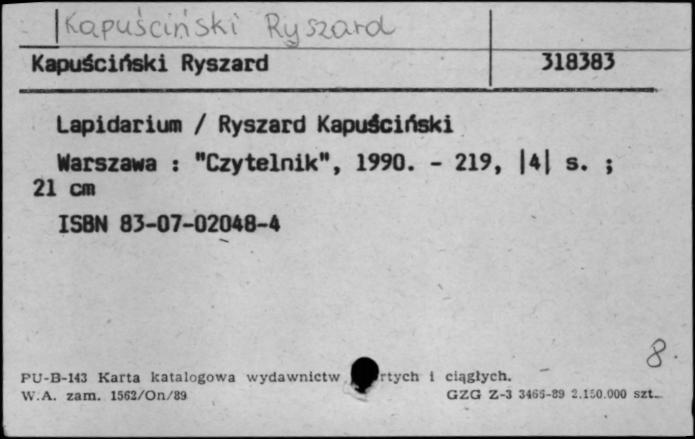 Kapuściński Ryszard
Kapuściński Ryszard 318383
Lapidarium / Ryszard Kapuściński
Warszawa : "Czytelnik", 1990. - 219, |4| s. ;
21 cm
ISBN 83-07-02048-4
8.
PU-B-143 Karta katalogowa wydawnictw i ciągłych.
W.A. zam. 1562/On/89 GZG Z-3 3465-89 2.150.000 szt.